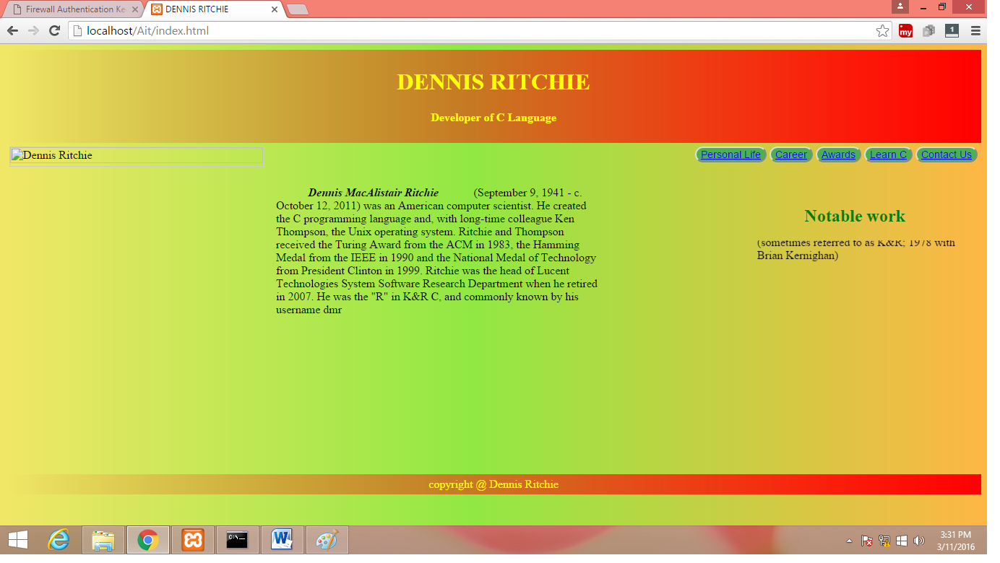 Firewall Authentication Ke
DENNIS RITCHIE
localhost/Ait/index.html
my
1
DENNIS RITCHIE
Developer of C Language
Dennis Ritchie
Personal Life Career Awards Learn C Contact Us
Dennis MacAlistair Ritchie (September 9, 1941 - c.
October 12, 2011) was an American computer scientist. He created
the C programming language and, with long-time colleague Ken
Thompson, the Unix operating system. Ritchie and Thompson
received the Turing Award from the ACM in 1983, the Hamming
Medal from the IEEE in 1990 and the National Medal of Technology
from President Clinton in 1999. Ritchie was the head of Lucent
Technologies System Software Research Department when he retired
in 2007. He was the "R" in K&R C, and commonly known by his
username dmr
Notable work
(sometimes referred to as K&R; 1978 with
Brian Kernighan)
copyright @ Dennis Ritchie
3:31 PM
3/11/2016